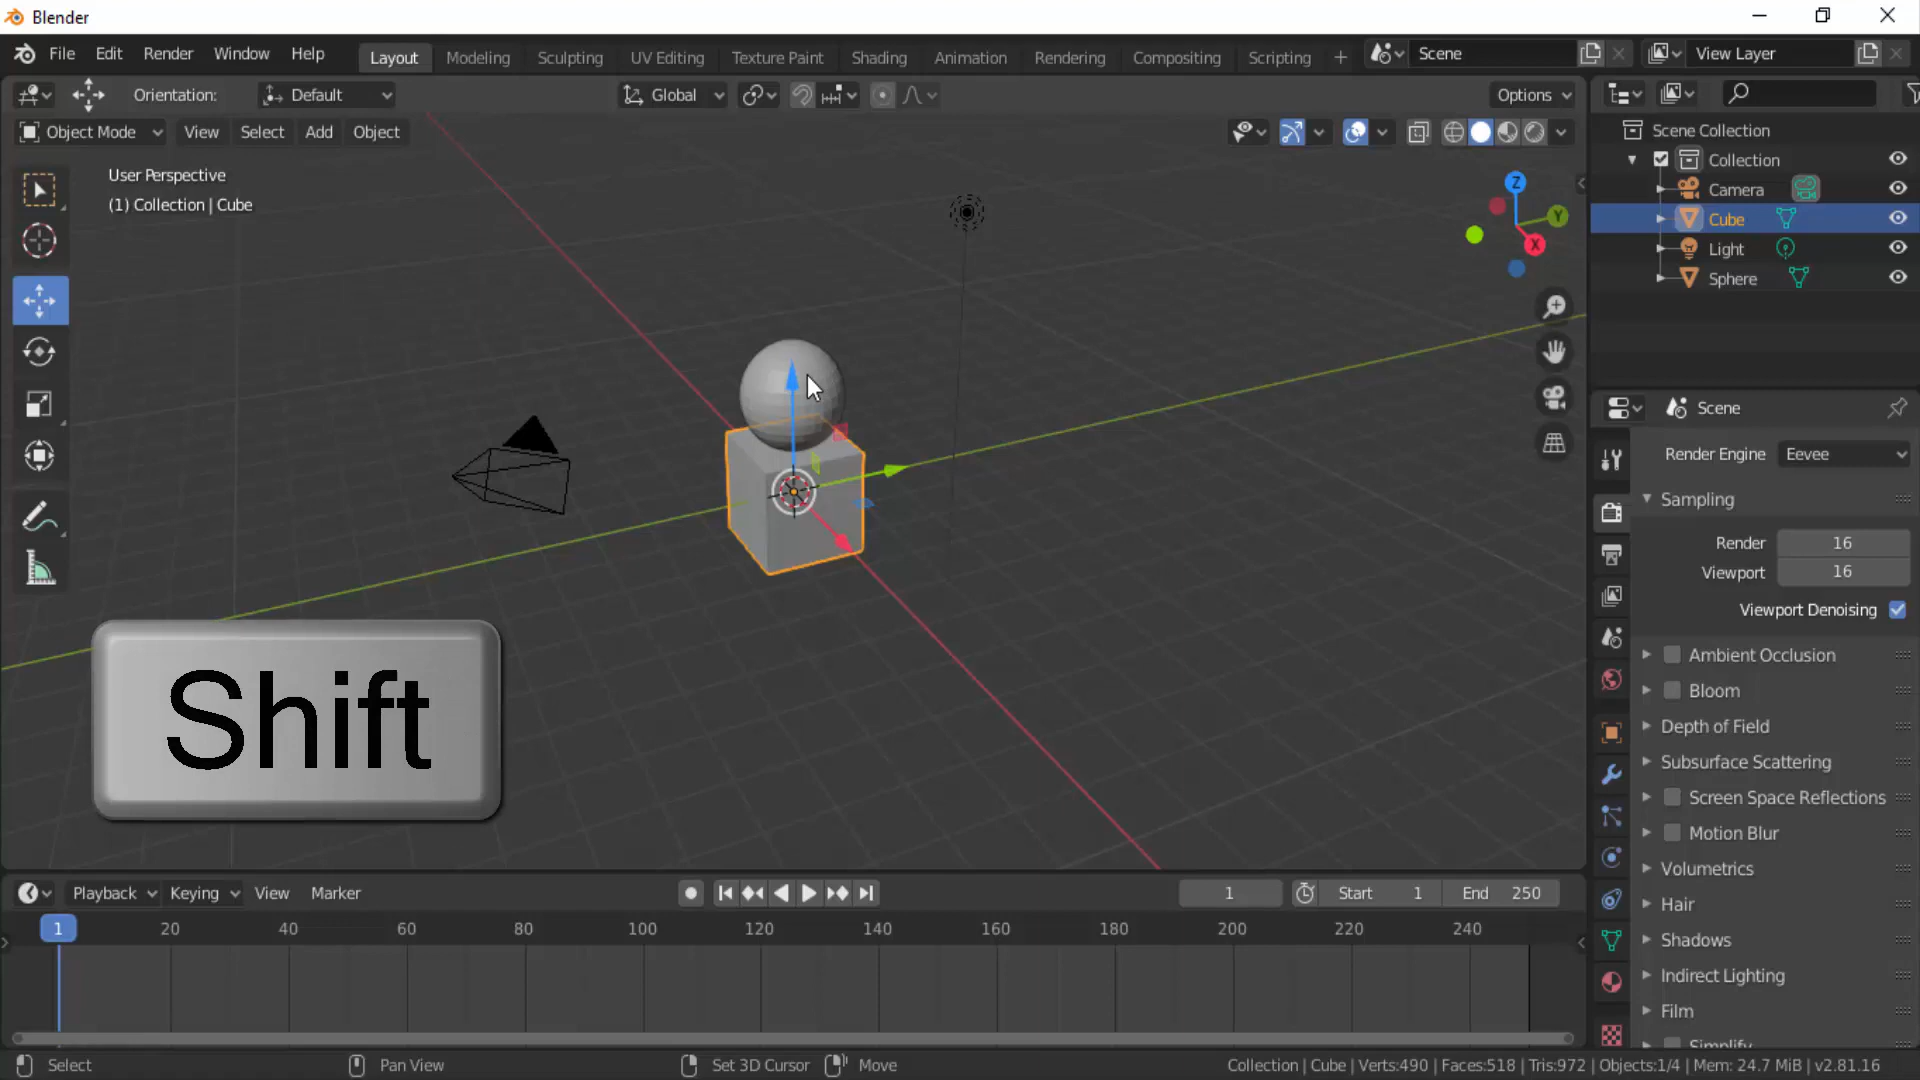 Blender
File Edit Render Window Help Layout Modeling Sculpting UV Editing Texture Paint Shading Animation Rendering Compositing Scripting + Scene View Layer
Orientation: Default Global Options
Object Mode View Select Add Object
User Perspective
(1) Collection | Cube
Z
Y
X
Scene Collection
Collection
Camera
Cube
Light
Sphere
Scene
Render Engine Eevee
Sampling
Render 16
Viewport 16
Viewport Denoising
Ambient Occlusion
Bloom
Depth of Field
Subsurface Scattering
Screen Space Reflections
Motion Blur
Volumetrics
Hair
Shadows
Indirect Lighting
Film
Simplify
Shift
Playback Keying View Marker 1 Start 1 End 250
1 20 40 60 80 100 120 140 160 180 200 220 240
Select Pan View Set 3D Cursor Move Collection | Cube | Verts:490 | Faces:518 | Tris:972 | Objects:1/4 | Mem: 24.7 MiB | v2.81.16